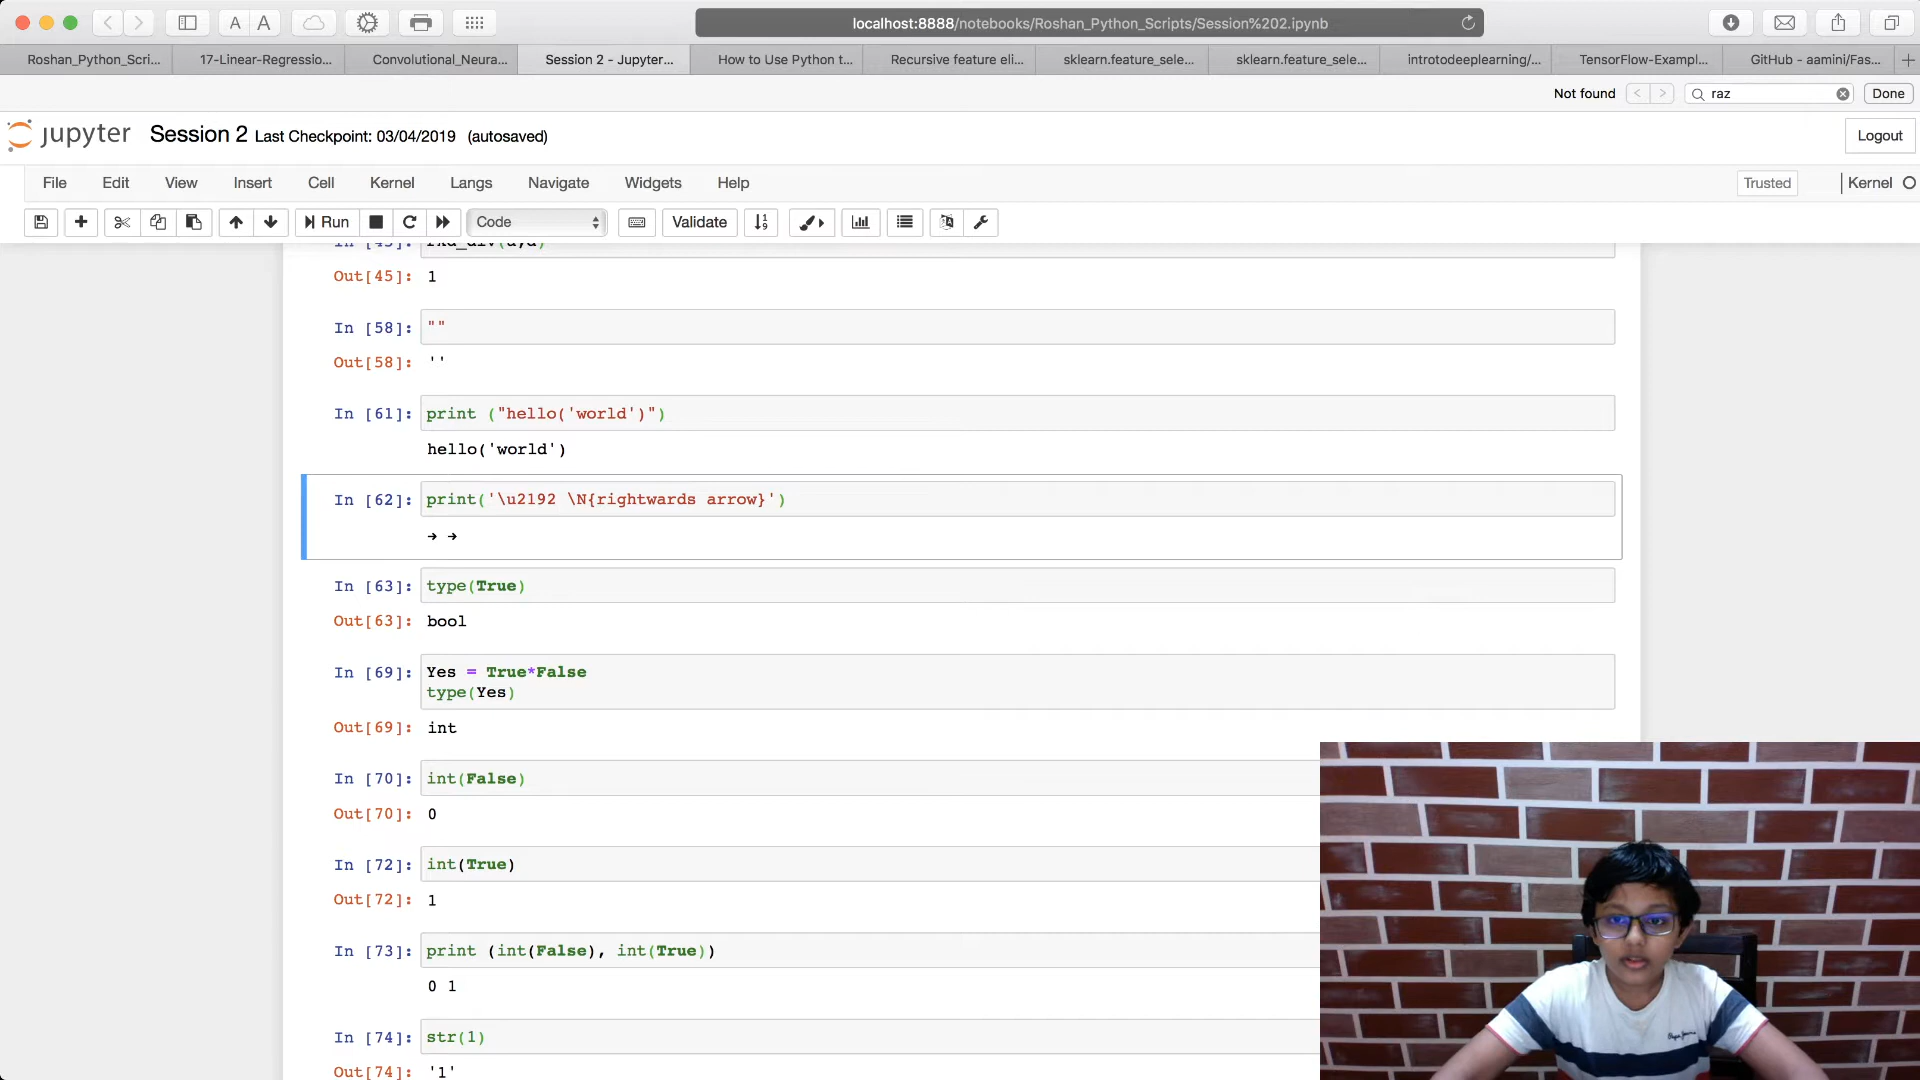 localhost:8888/notebooks/Roshan_Python_Scripts/Session%202.ipynb
Roshan_Python_Scri...
17-Linear-Regressio...
Convolutional_Neura...
Session 2 - Jupyter...
How to Use Python t...
Recursive feature eli...
sklearn.feature_sele...
sklearn.feature_sele...
introtodeeplearning/...
TensorFlow-Exampl...
GitHub - aamini/Fas...
Not found
raz
Done
jupyter Session 2 Last Checkpoint: 03/04/2019 (autosaved)
Logout
File Edit View Insert Cell Kernel Langs Navigate Widgets Help
Trusted
Kernel
Run
Code
Validate
Out[45]: 1
In [58]: ""
Out[58]: ''
In [61]: print ("hello('world')")
hello('world')
In [62]: print('\u2192 \N{rightwards arrow}')
→ →
In [63]: type(True)
Out[63]: bool
In [69]: Yes = True*False
type(Yes)
Out[69]: int
In [70]: int(False)
Out[70]: 0
In [72]: int(True)
Out[72]: 1
In [73]: print (int(False), int(True))
0 1
In [74]: str(1)
Out[74]: '1'